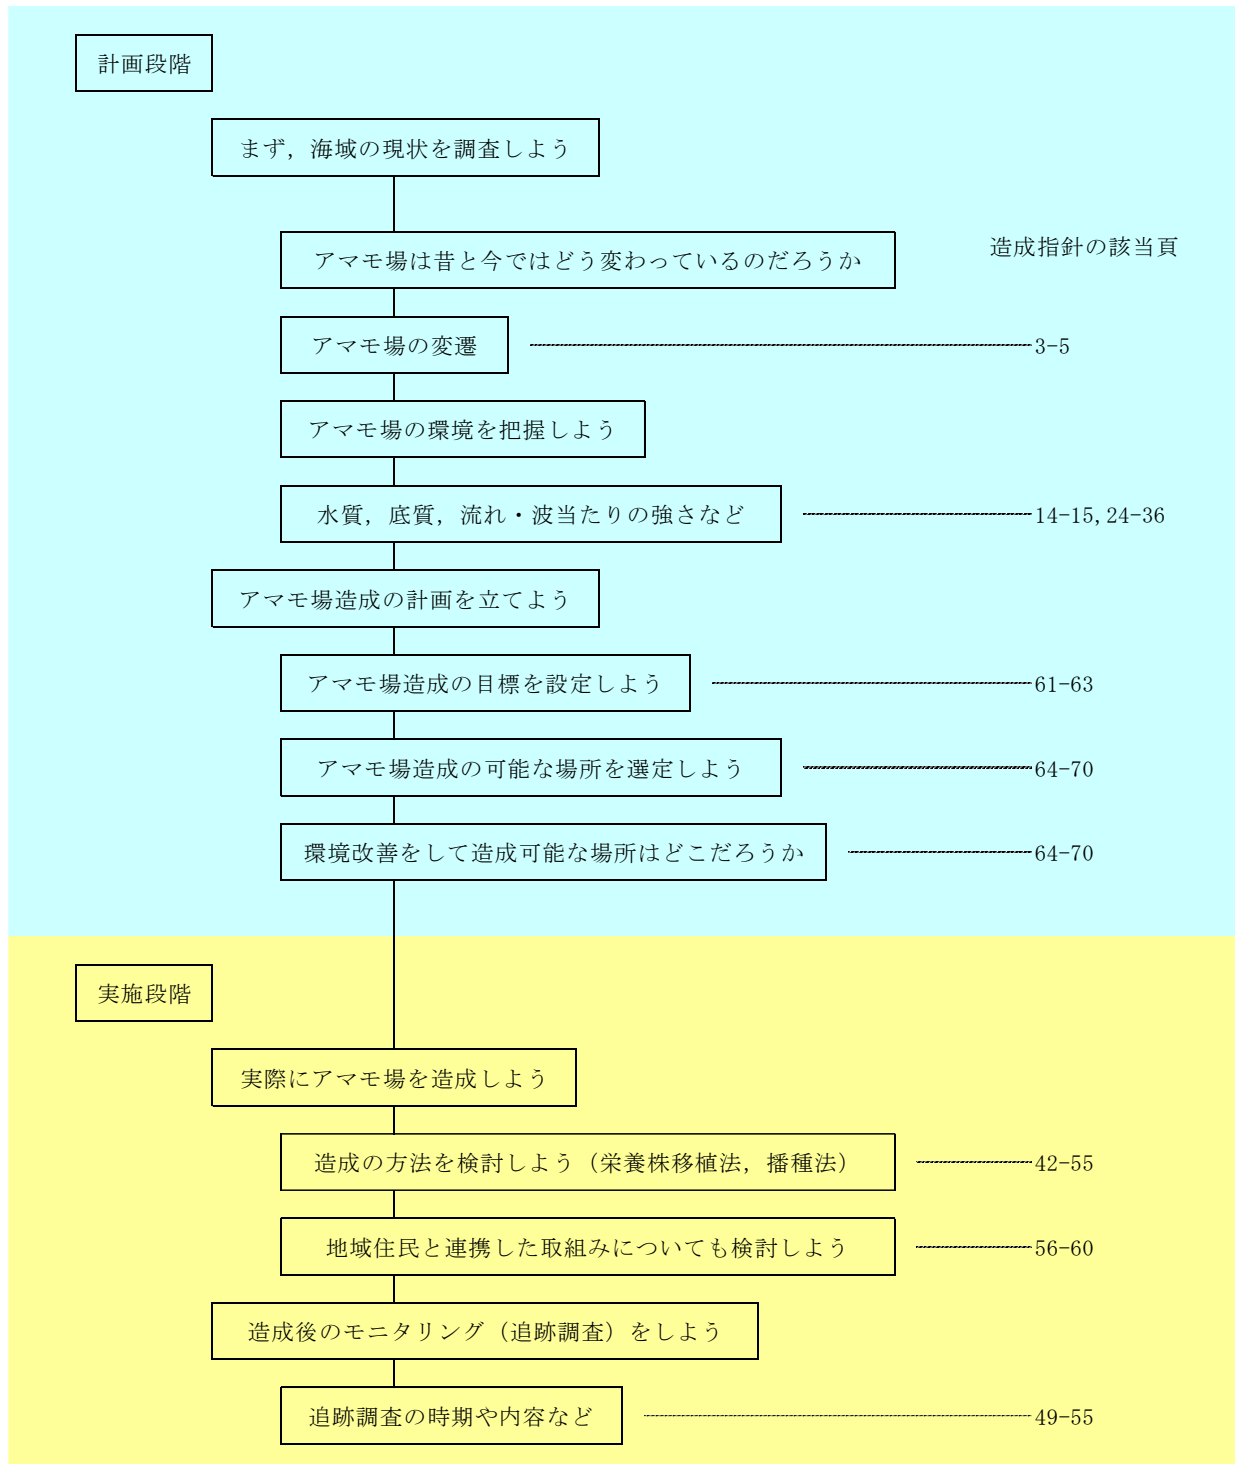 計画段階
まず，海域の現状を調査しよう
アマモ場は昔と今ではどう変わっているのだろうか
造成指針の該当頁
アマモ場の変遷 3-5
アマモ場の環境を把握しよう
水質，底質，流れ・波当たりの強さなど 14-15,24-36
アマモ場造成の計画を立てよう
アマモ場造成の目標を設定しよう 61-63
アマモ場造成の可能な場所を選定しよう 64-70
環境改善をして造成可能な場所はどこだろうか 64-70
実施段階
実際にアマモ場を造成しよう
造成の方法を検討しよう（栄養株移植法，播種法） 42-55
地域住民と連携した取組みについても検討しよう 56-60
造成後のモニタリング（追跡調査）をしよう
追跡調査の時期や内容など 49-55